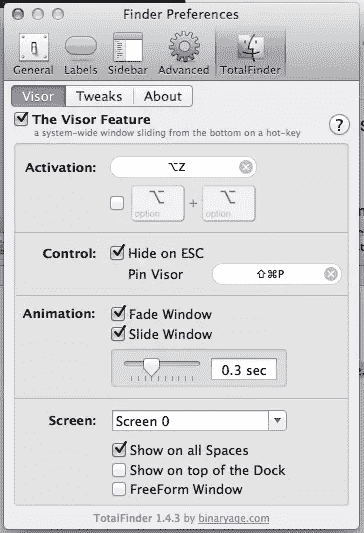 Finder Preferences
General Labels Sidebar Advanced TotalFinder
Visor Tweaks About
The Visor Feature
a system-wide window sliding from the bottom on a hot-key
?
Activation: ⌥Z
⌥ + ⌥
option option
Control: Hide on ESC
Pin Visor ⇧⌘P
Animation: Fade Window
Slide Window
0.3 sec
Screen: Screen 0
Show on all Spaces
Show on top of the Dock
FreeForm Window
TotalFinder 1.4.3 by binaryage.com